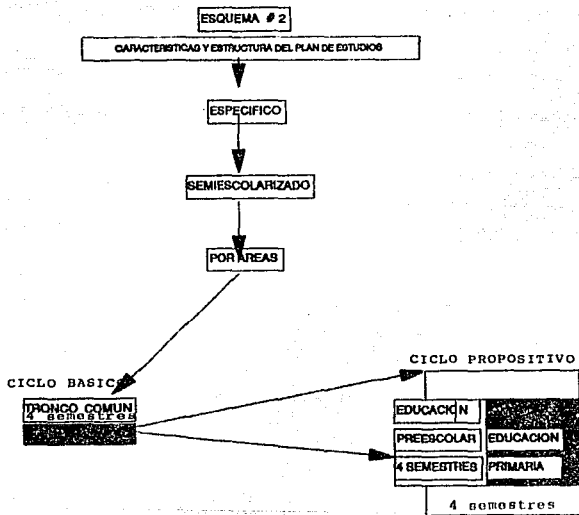 ESQUEMA # 2
CARACTERISTICAS Y ESTRUCTURA DEL PLAN DE ESTUDIOS
ESPECIFICO
SEMIESCOLARIZADO
POR AREAS
CICLO BASICO
TRONCO COMUN
4 semestres
CICLO PROPOSITIVO
EDUCACION
PREESCOLAR
4 SEMESTRES
EDUCACION
PRIMARIA
4 semestres